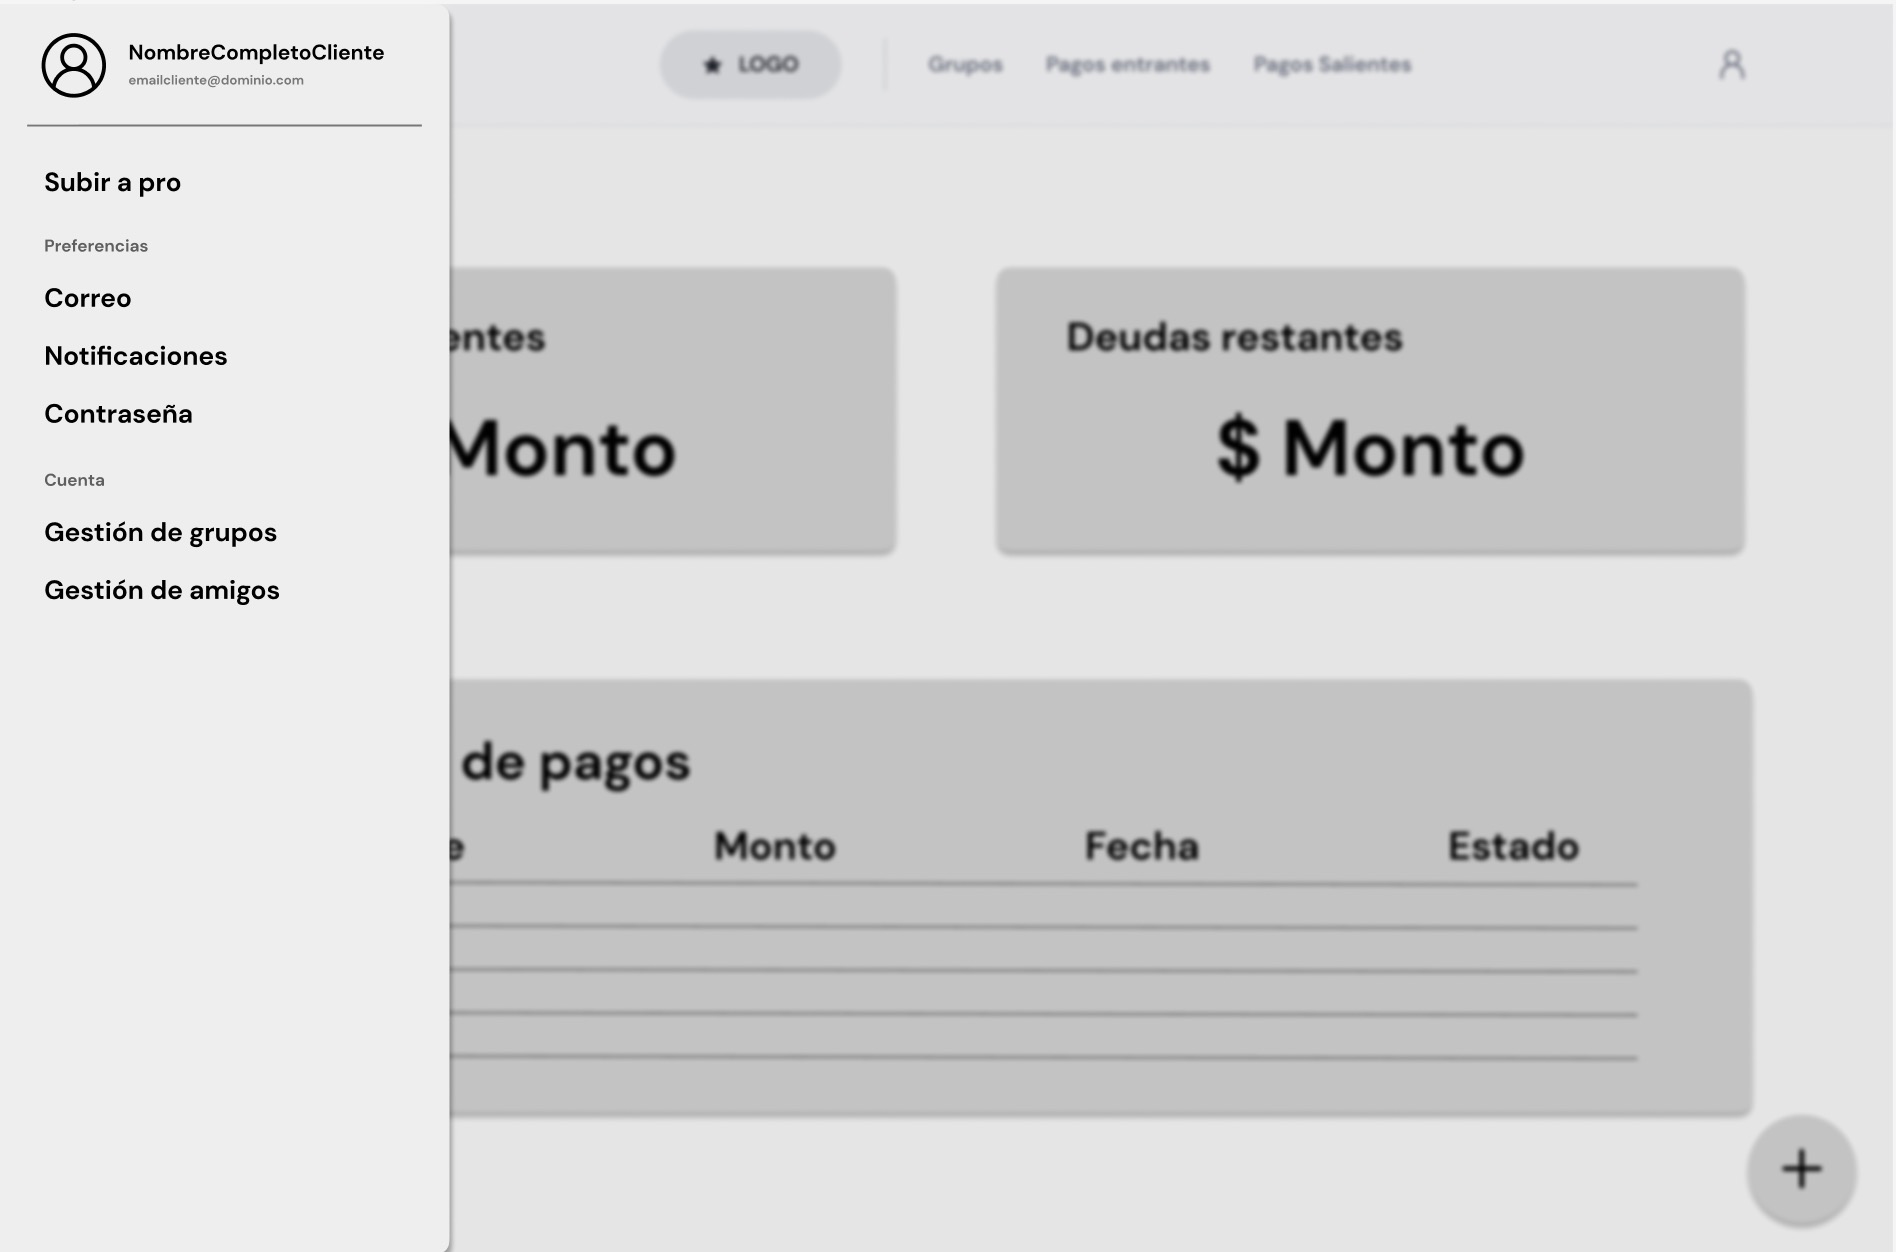 NombreCompletoCliente
emailcliente@dominio.com
Subir a pro
Preferencias
Correo
Notificaciones
Contraseña
Cuenta
Gestión de grupos
Gestión de amigos
LOGO
Grupos
Pagos entrantes
Pagos Salientes
entes
Monto
Deudas restantes
$ Monto
de pagos
e
Monto
Fecha
Estado